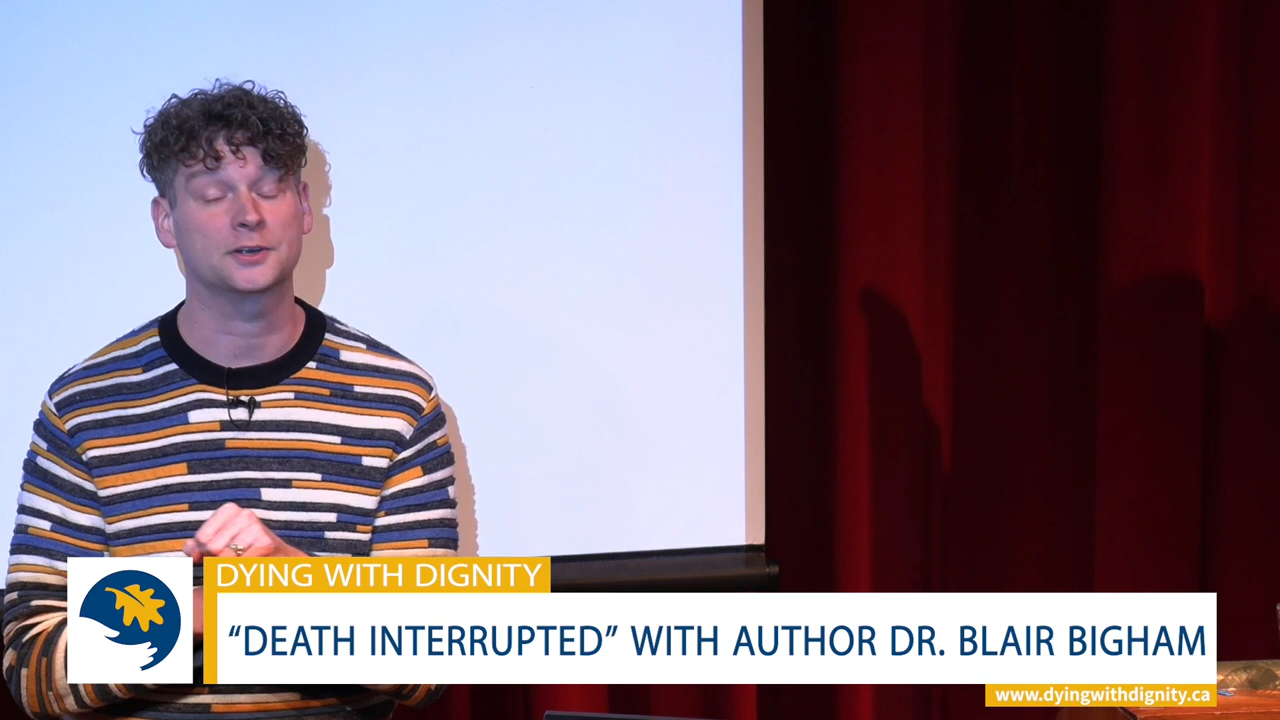 DYING WITH DIGNITY
“DEATH INTERRUPTED” WITH AUTHOR DR. BLAIR BIGHAM
www.dyingwithdignity.ca